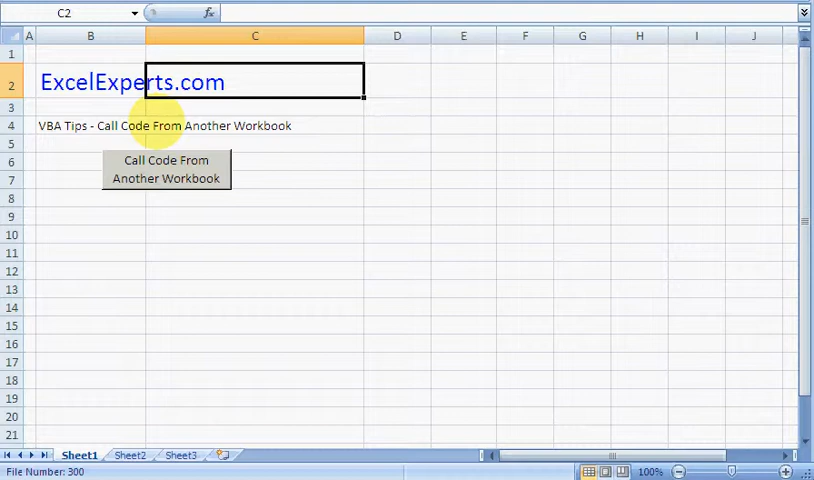 C2
fx
A B C D E F G H I J
1
2 ExcelExperts.com
3
4 VBA Tips - Call Code From Another Workbook
5
6 Call Code From
7 Another Workbook
8
9
10
11
12
13
14
15
16
17
18
19
20
21
Sheet1 Sheet2 Sheet3
File Number: 300 100%